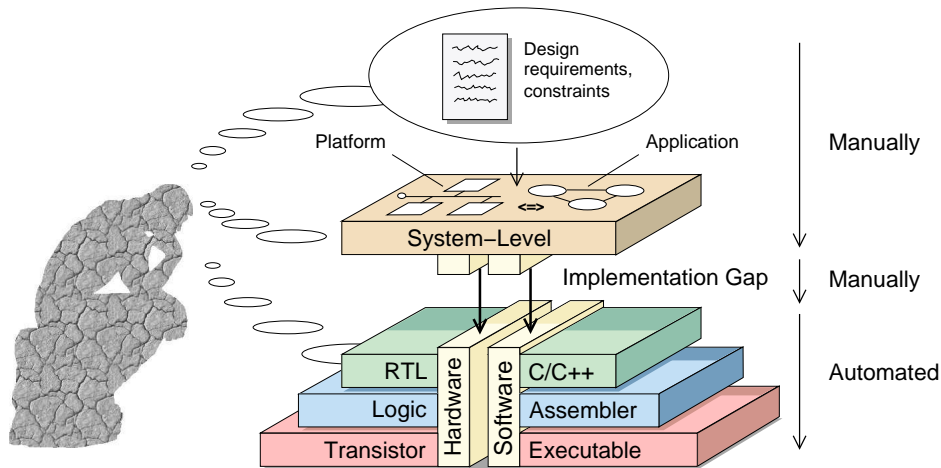 Design
requirements,
constraints
Platform
Application
Manually
<=>
System−Level
Implementation Gap
Manually
RTL
Hardware
Software
C/C++
Automated
Logic
Assembler
Transistor
Executable